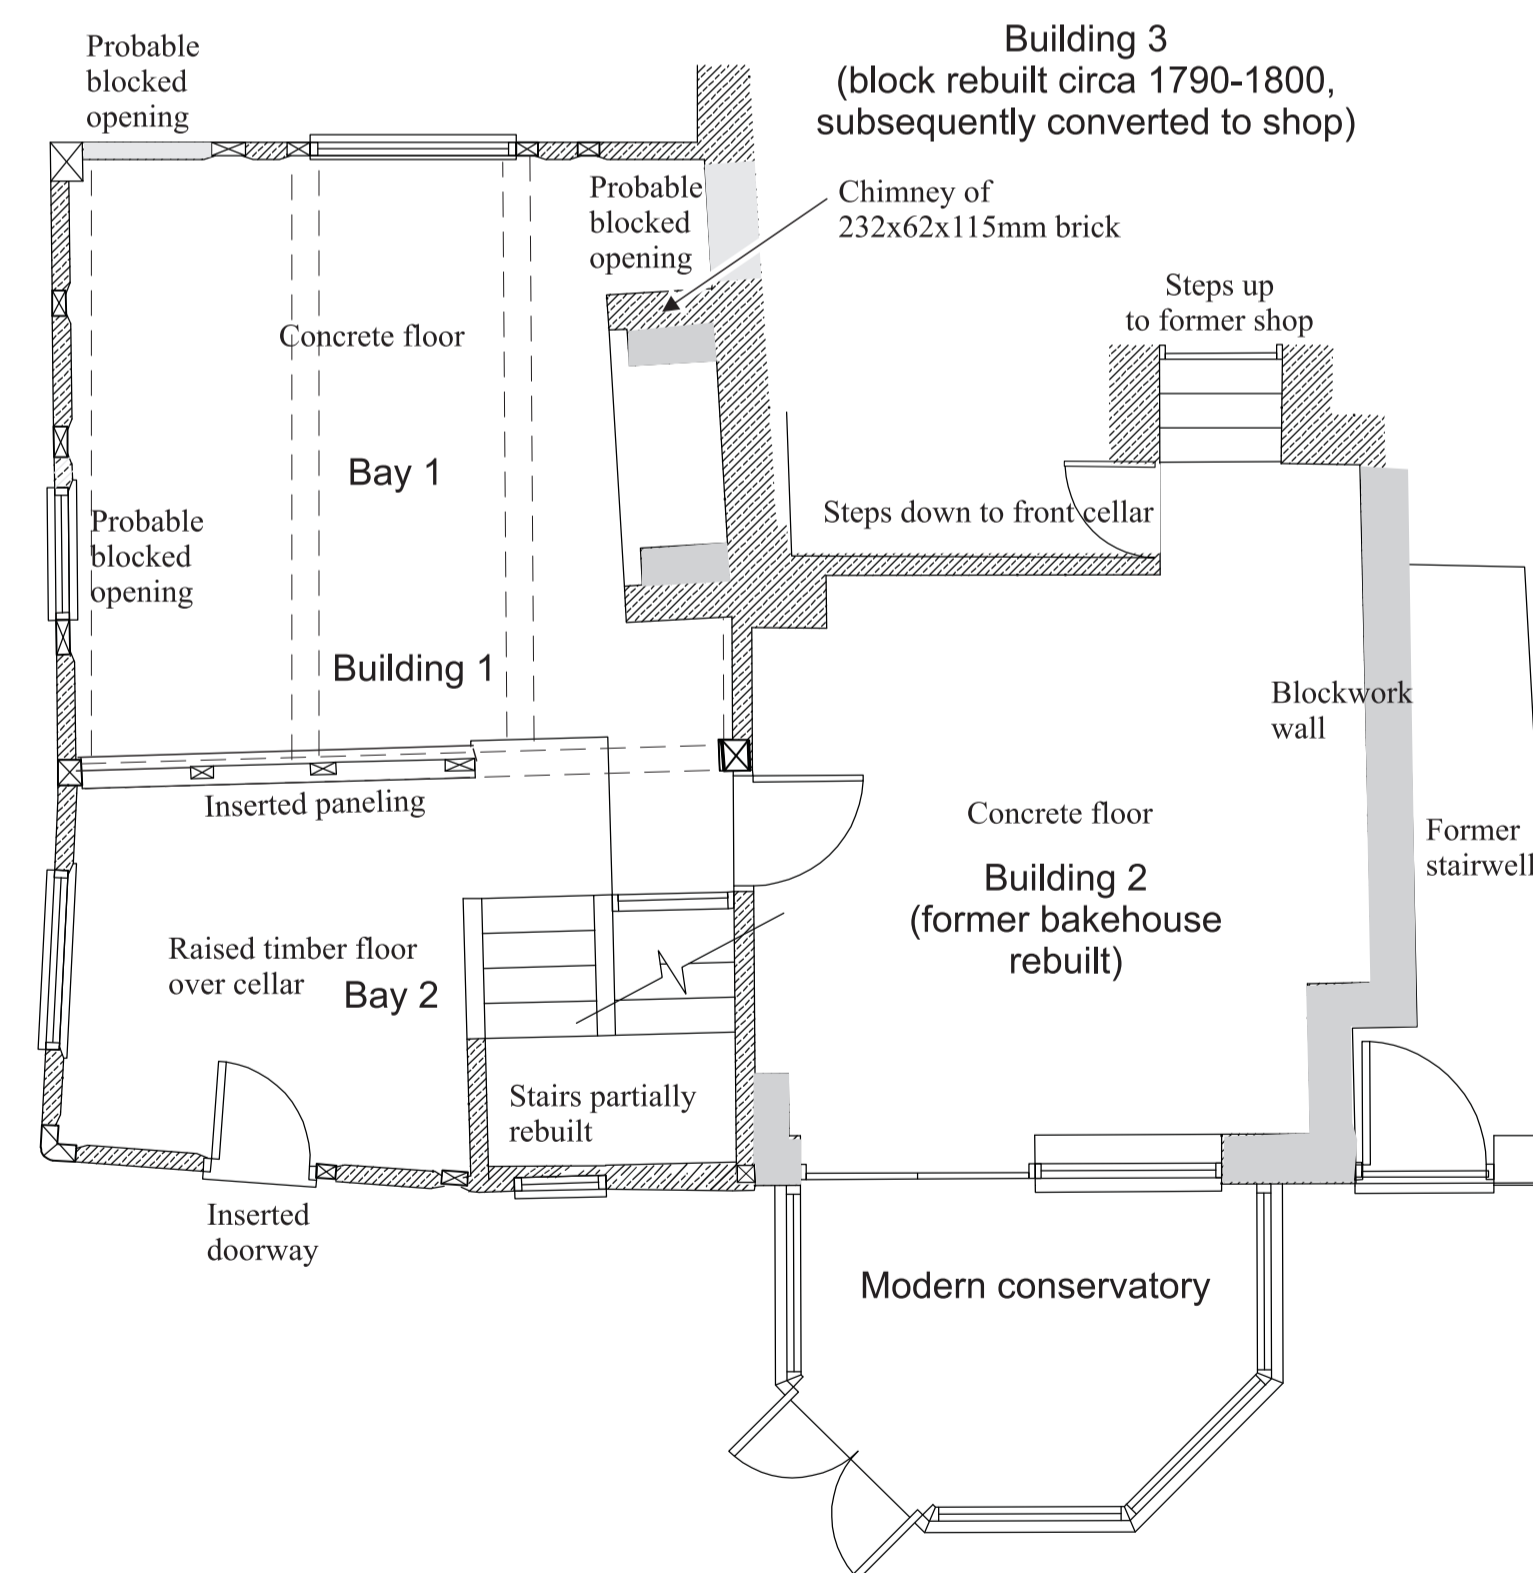 Probable
blocked
opening
Building 3
(block rebuilt circa 1790-1800,
subsequently converted to shop)
Probable
blocked
opening
Chimney of
232x62x115mm brick
Steps up
to former shop
Concrete floor
Bay 1
Steps down to front cellar
Probable
blocked
opening
Building 1
Blockwork
wall
Inserted paneling
Concrete floor
Former
stairwell
Building 2
(former bakehouse
rebuilt)
Raised timber floor
over cellar
Bay 2
Stairs partially
rebuilt
Inserted
doorway
Modern conservatory